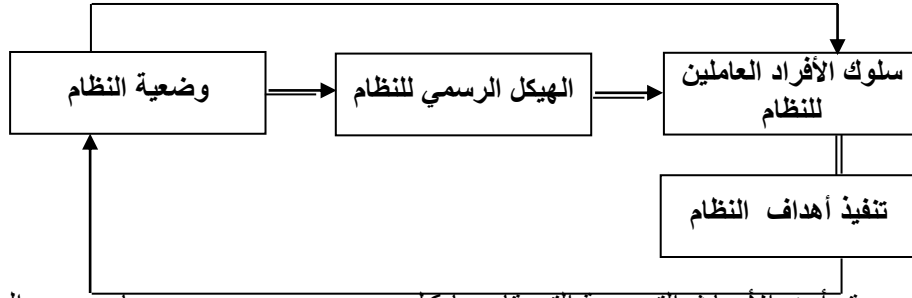 وضعية النظام
الهيكل الرسمي للنظام
سلوك الأفراد العاملين
للنظام
تنفيذ أهداف النظام